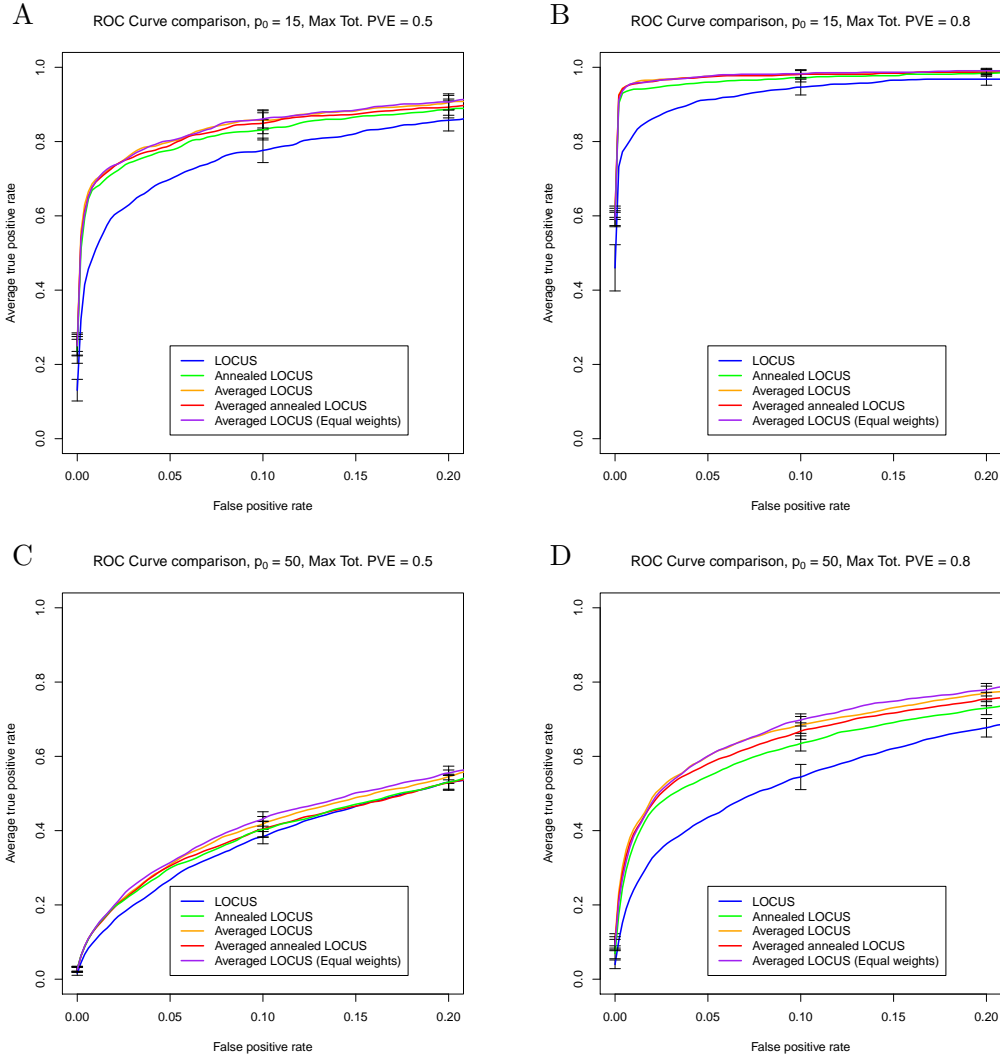 A
ROC Curve comparison, p₀ = 15, Max Tot. PVE = 0.5
Average true positive rate
1.0
0.8
0.6
0.4
0.2
0.0
LOCUS
Annealed LOCUS
Averaged LOCUS
Averaged annealed LOCUS
Averaged LOCUS (Equal weights)
0.00 0.05 0.10 0.15 0.20
False positive rate
B
ROC Curve comparison, p₀ = 15, Max Tot. PVE = 0.8
Average true positive rate
1.0
0.8
0.6
0.4
0.2
0.0
LOCUS
Annealed LOCUS
Averaged LOCUS
Averaged annealed LOCUS
Averaged LOCUS (Equal weights)
0.00 0.05 0.10 0.15 0.20
False positive rate
C
ROC Curve comparison, p₀ = 50, Max Tot. PVE = 0.5
Average true positive rate
1.0
0.8
0.6
0.4
0.2
0.0
LOCUS
Annealed LOCUS
Averaged LOCUS
Averaged annealed LOCUS
Averaged LOCUS (Equal weights)
0.00 0.05 0.10 0.15 0.20
False positive rate
D
ROC Curve comparison, p₀ = 50, Max Tot. PVE = 0.8
Average true positive rate
1.0
0.8
0.6
0.4
0.2
0.0
LOCUS
Annealed LOCUS
Averaged LOCUS
Averaged annealed LOCUS
Averaged LOCUS (Equal weights)
0.00 0.05 0.10 0.15 0.20
False positive rate